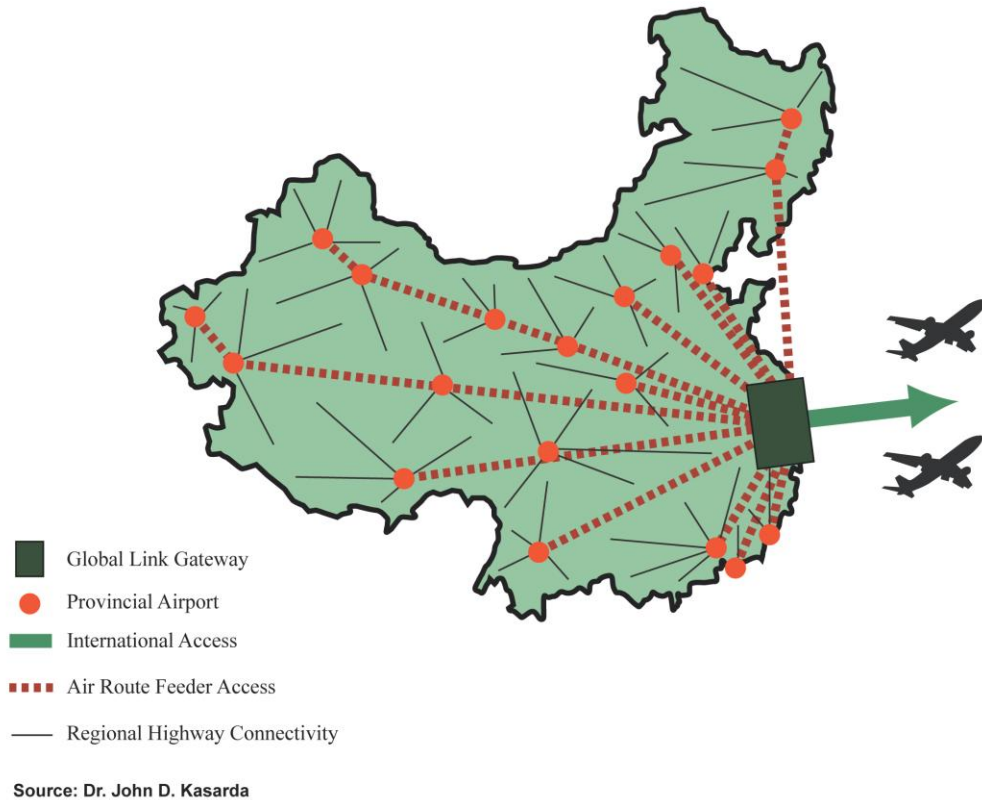 Global Link Gateway
Provincial Airport
International Access
Air Route Feeder Access
Regional Highway Connectivity
Source: Dr. John D. Kasarda